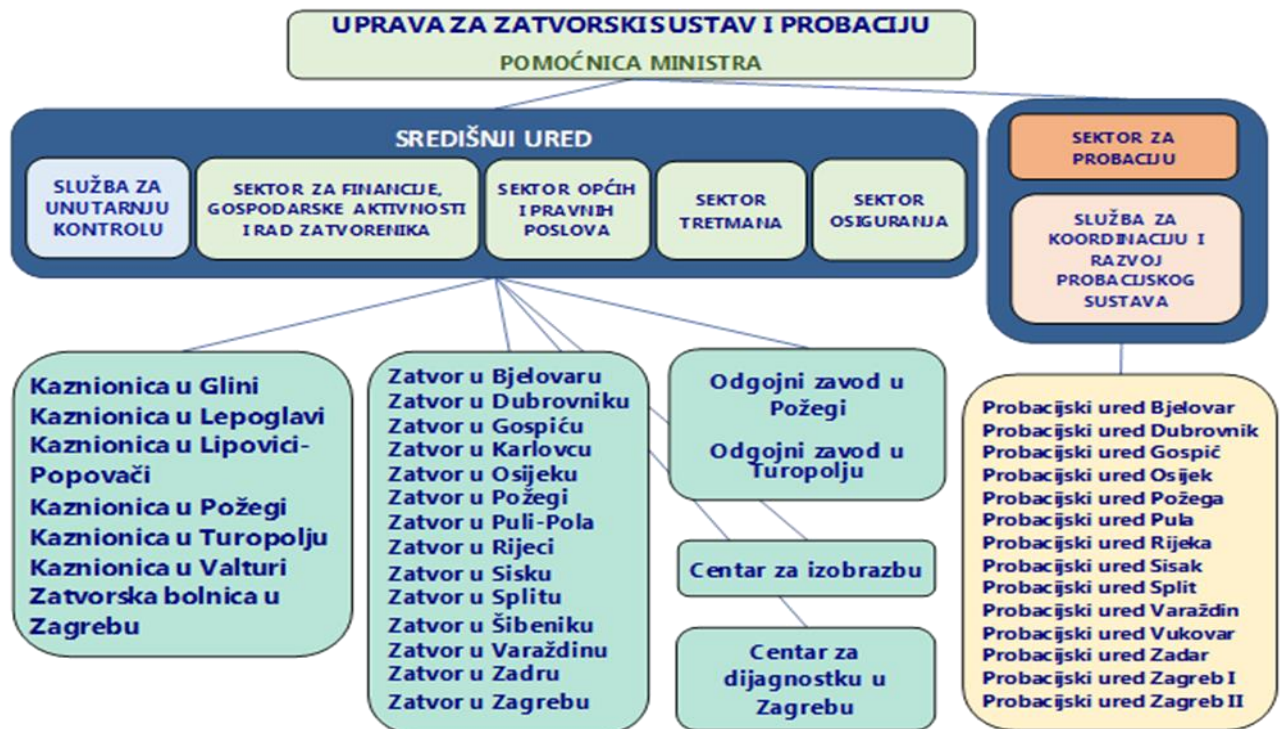 UPRAVA ZA ZATVORSKI SUSTAV I PROBACIJU
POMOĆNICA MINISTRA
SREDIŠNJI URED
SLUŽBA ZA
UNUTARNJU
KONTROLU
SEKTOR ZA FINANCIJE,
GOSPODARSKE AKTIVNOSTI
I RAD ZATVORENIKA
SEKTOR OPĆIH
I PRAVNIH
POSLOVA
SEKTOR
TRETMANA
SEKTOR
OSIGURANJA
SEKTOR ZA
PROBACIJU
SLUŽBA ZA
KOORDINACIJU I
RAZVOJ
PROBACIJSKOG
SUSTAVA
Kaznionica u Glini
Kaznionica u Lepoglavi
Kaznionica u Lipovici-
Popovači
Kaznionica u Požegi
Kaznionica u Turopolju
Kaznionica u Valturi
Zatvorska bolnica u
Zagrebu
Zatvor u Bjelovaru
Zatvor u Dubrovniku
Zatvor u Gospiću
Zatvor u Karlovcu
Zatvor u Osijeku
Zatvor u Požegi
Zatvor u Puli-Pola
Zatvor u Rijeci
Zatvor u Sisku
Zatvor u Splitu
Zatvor u Šibeniku
Zatvor u Varaždinu
Zatvor u Zadru
Zatvor u Zagrebu
Odgojni zavod u
Požegi
Odgojni zavod u
Turopolju
Centar za izobrazbu
Centar za
dijagnostku u
Zagrebu
Probacijski ured Bjelovar
Probacijski ured Dubrovnik
Probacijski ured Gospić
Probacijski ured Osijek
Probacijski ured Požega
Probacijski ured Pula
Probacijski ured Rijeka
Probacijski ured Sisak
Probacijski ured Split
Probacijski ured Varaždin
Probacijski ured Vukovar
Probacijski ured Zadar
Probacijski ured Zagreb I
Probacijski ured Zagreb II